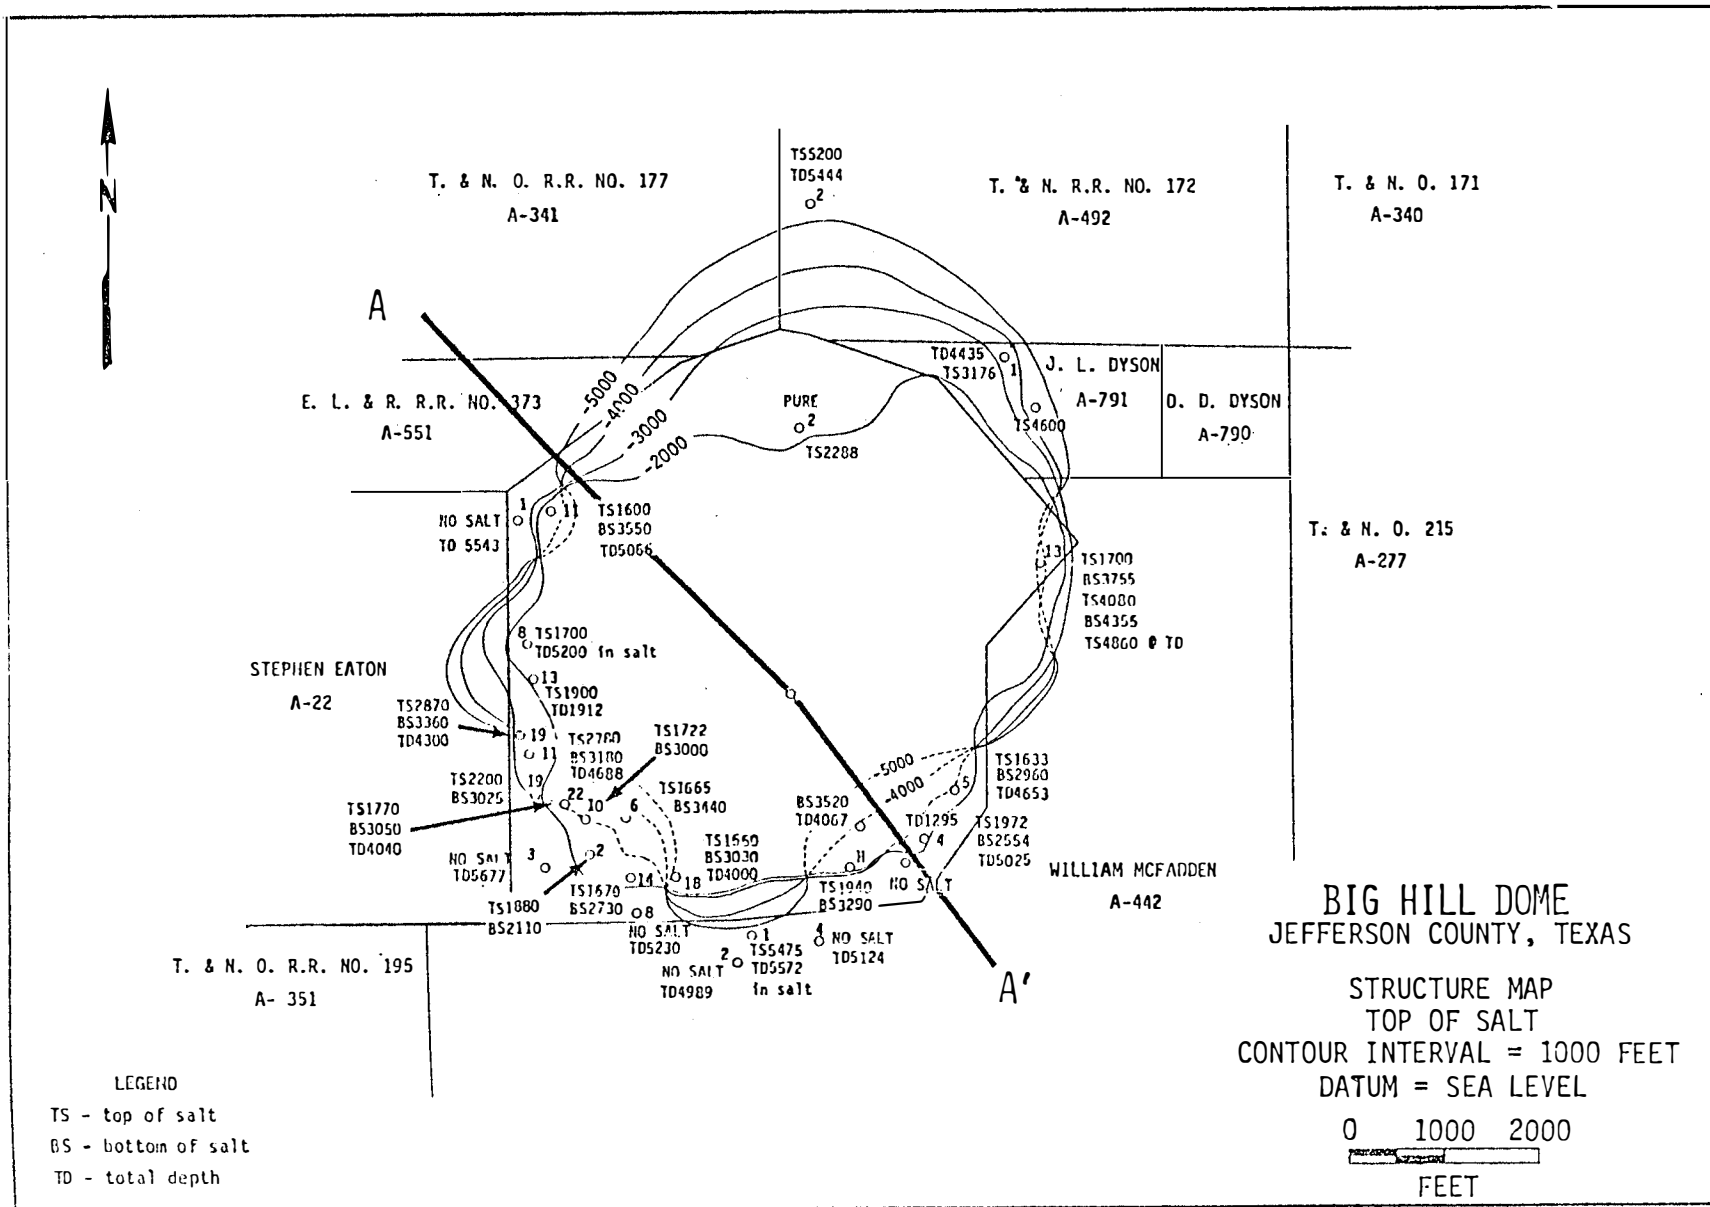 N
T. & N. O. R.R. NO. 177
A-341
TS5200
TD5444
2
T. & N. R.R. NO. 172
A-492
T. & N. O. 171
A-340
A
E. L. & R. R.R. NO. 373
A-551
-5000
-4000
-3000
-2000
PURE
2
TS2288
TD4435
TS3176
1
TS4600
J. L. DYSON
A-791
D. D. DYSON
A-790
1
NO SALT
TD 5543
11
TS1600
BS3550
TD5066
T. & N. O. 215
A-277
13
TS1700
BS3755
TS4080
BS4355
TS4860 @ TD
8
TS1700
TD5200 in salt
STEPHEN EATON
A-22
13
TS1900
TD1912
TS2870
BS3360
TD4300
19
11
TS2780
BS3180
TD4688
TS1722
BS3000
TS2200
BS3025
19
22
10
6
TS1665
BS3440
TS1770
BS3050
TD4040
NO SALT
TD5677
3
2
TS1880
BS2110
TS1670
BS2730
14
18
TS1660
BS3030
TD4000
8
NO SALT
TD5230
-5000
-4000
BS3520
TD4067
TD1295
4
5
TS1633
BS2960
TD4653
TS1972
BS2554
TD5025
TS1940
BS3290
NO SALT
WILLIAM MCFADDEN
A-442
1
TS5475
TD5572
in salt
2
NO SALT
TD4989
4
NO SALT
TD5124
A'
T. & N. O. R.R. NO. 195
A- 351
BIG HILL DOME
JEFFERSON COUNTY, TEXAS
STRUCTURE MAP
TOP OF SALT
CONTOUR INTERVAL = 1000 FEET
DATUM = SEA LEVEL
0 1000 2000
FEET
LEGEND
TS - top of salt
BS - bottom of salt
TD - total depth